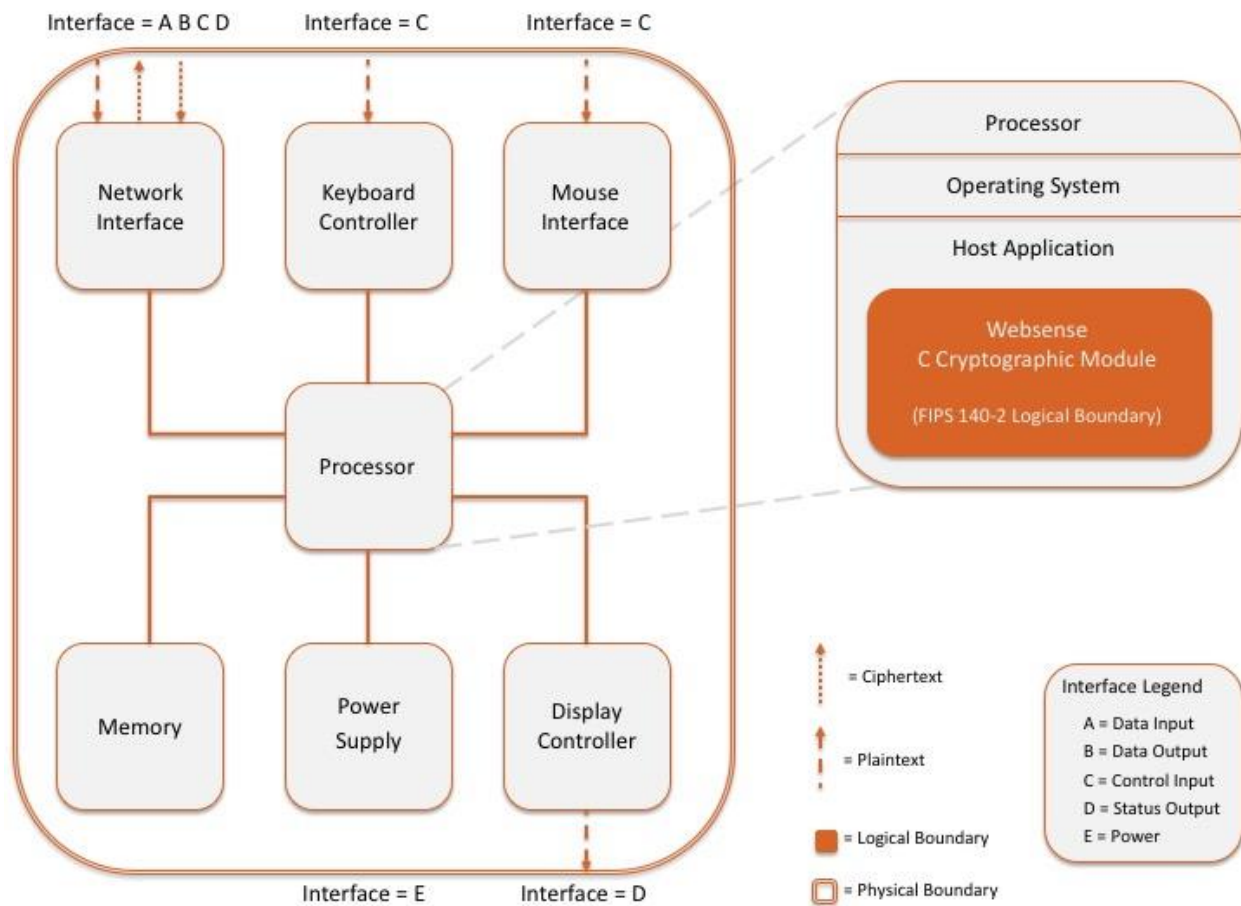 Interface = A B C D
Interface = C
Interface = C
Network
Interface
Keyboard
Controller
Mouse
Interface
Processor
Memory
Power
Supply
Display
Controller
Interface = E
Interface = D
Processor
Operating System
Host Application
Websense
C Cryptographic Module
(FIPS 140-2 Logical Boundary)
= Ciphertext
= Plaintext
= Logical Boundary
= Physical Boundary
Interface Legend
A = Data Input
B = Data Output
C = Control Input
D = Status Output
E = Power